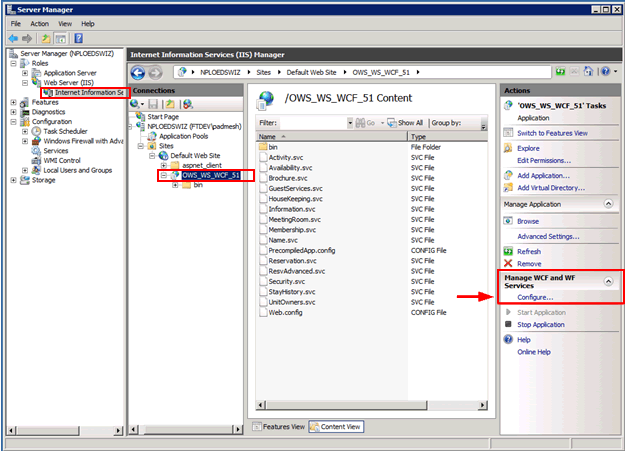 Server Manager
File Action View Help
Server Manager (NPLOEDSWIZ)
Roles
Application Server
Web Server (IIS)
Internet Information Se
Features
Diagnostics
Configuration
Task Scheduler
Windows Firewall with Adva
Services
WMI Control
Local Users and Groups
Storage
Internet Information Services (IIS) Manager
NPLOEDSWIZ Sites Default Web Site OWS_WS_WCF_51
Connections
Start Page
NPLOEDSWIZ (FTDEV\padmesh)
Application Pools
Sites
Default Web Site
aspnet_client
OWS_WS_WCF_51
bin
/OWS_WS_WCF_51 Content
Filter: Go Show All Group by:
Name Type
bin File Folder
Activity.svc SVC File
Availability.svc SVC File
Brochure.svc SVC File
GuestServices.svc SVC File
HouseKeeping.svc SVC File
Information.svc SVC File
MeetingRoom.svc SVC File
Membership.svc SVC File
Name.svc SVC File
PrecompiledApp.config CONFIG File
Reservation.svc SVC File
ResvAdvanced.svc SVC File
Security.svc SVC File
StayHistory.svc SVC File
UnitOwners.svc SVC File
Web.config CONFIG File
Features View Content View
Actions
'OWS_WS_WCF_51' Tasks
Application
Switch to Features View
Explore
Edit Permissions...
Add Application...
Add Virtual Directory...
Manage Application
Browse
Advanced Settings...
Refresh
Remove
Manage WCF and WF
Services
Configure...
Start Application
Stop Application
Help
Online Help